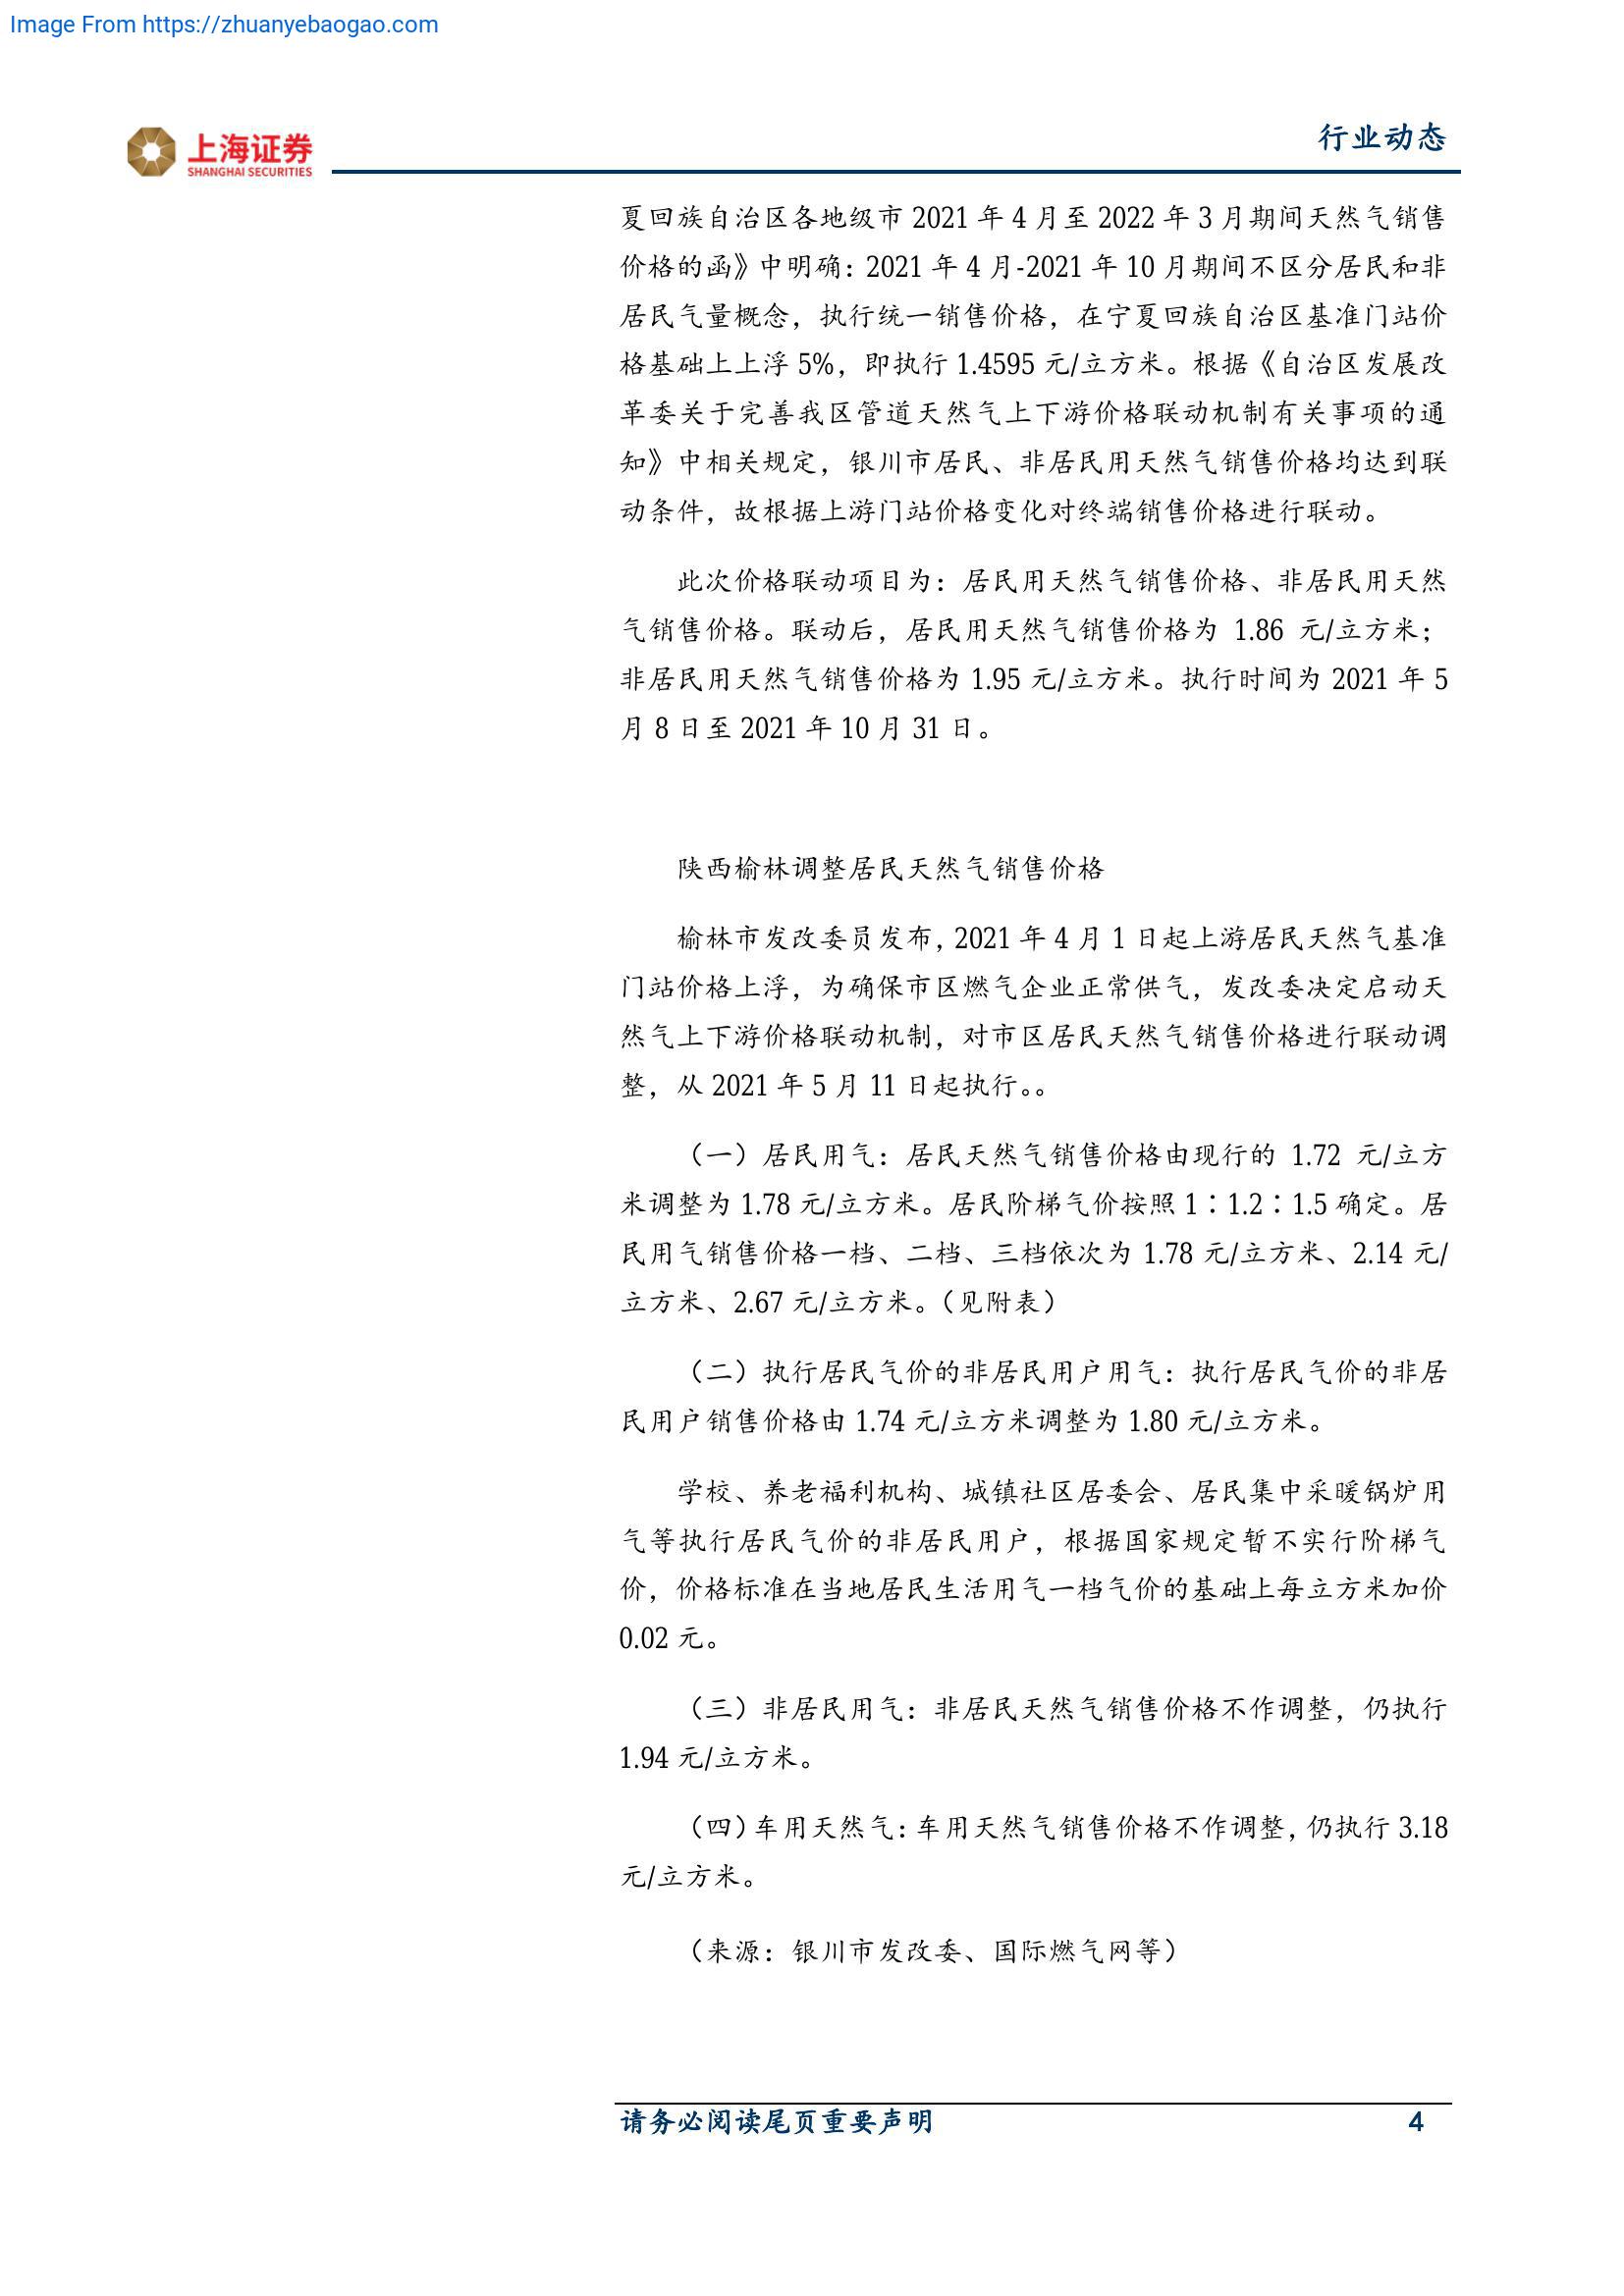 Image From https://zhuanyebaogao.com
上海证券
SHANGHAI SECURITIES
行业动态
夏回族自治区各地级市 2021 年 4 月至 2022 年 3 月期间天然气销售
价格的函》中明确：2021 年 4 月-2021 年 10 月期间不区分居民和非
居民气量概念，执行统一销售价格，在宁夏回族自治区基准门站价
格基础上上浮 5%，即执行 1.4595 元/立方米。根据《自治区发展改
革委关于完善我区管道天然气上下游价格联动机制有关事项的通
知》中相关规定，银川市居民、非居民用天然气销售价格均达到联
动条件，故根据上游门站价格变化对终端销售价格进行联动。
此次价格联动项目为：居民用天然气销售价格、非居民用天然
气销售价格。联动后，居民用天然气销售价格为 1.86 元/立方米；
非居民用天然气销售价格为 1.95 元/立方米。执行时间为 2021 年 5
月 8 日至 2021 年 10 月 31 日。
陕西榆林调整居民天然气销售价格
榆林市发改委员发布，2021 年 4 月 1 日起上游居民天然气基准
门站价格上浮，为确保市区燃气企业正常供气，发改委决定启动天
然气上下游价格联动机制，对市区居民天然气销售价格进行联动调
整，从 2021 年 5 月 11 日起执行。。
（一）居民用气：居民天然气销售价格由现行的 1.72 元/立方
米调整为 1.78 元/立方米。居民阶梯气价按照 1∶1.2∶1.5 确定。居
民用气销售价格一档、二档、三档依次为 1.78 元/立方米、2.14 元/
立方米、2.67 元/立方米。（见附表）
（二）执行居民气价的非居民用户用气：执行居民气价的非居
民用户销售价格由 1.74 元/立方米调整为 1.80 元/立方米。
学校、养老福利机构、城镇社区居委会、居民集中采暖锅炉用
气等执行居民气价的非居民用户，根据国家规定暂不实行阶梯气
价，价格标准在当地居民生活用气一档气价的基础上每立方米加价
0.02 元。
（三）非居民用气：非居民天然气销售价格不作调整，仍执行
1.94 元/立方米。
（四）车用天然气：车用天然气销售价格不作调整，仍执行 3.18
元/立方米。
（来源：银川市发改委、国际燃气网等）
请务必阅读尾页重要声明
4